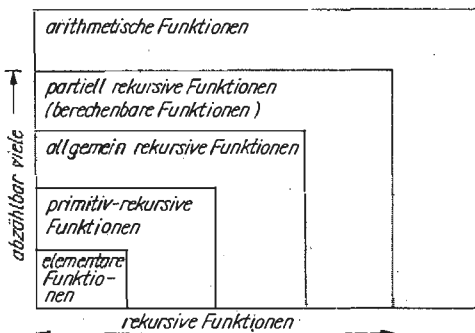 arithmetische Funktionen
partiell rekursive Funktionen
(berechenbare Funktionen)
allgemein rekursive Funktionen
primitiv-rekursive
Funktionen
elementare
Funktio-
nen
abzählbar viele
rekursive Funktionen